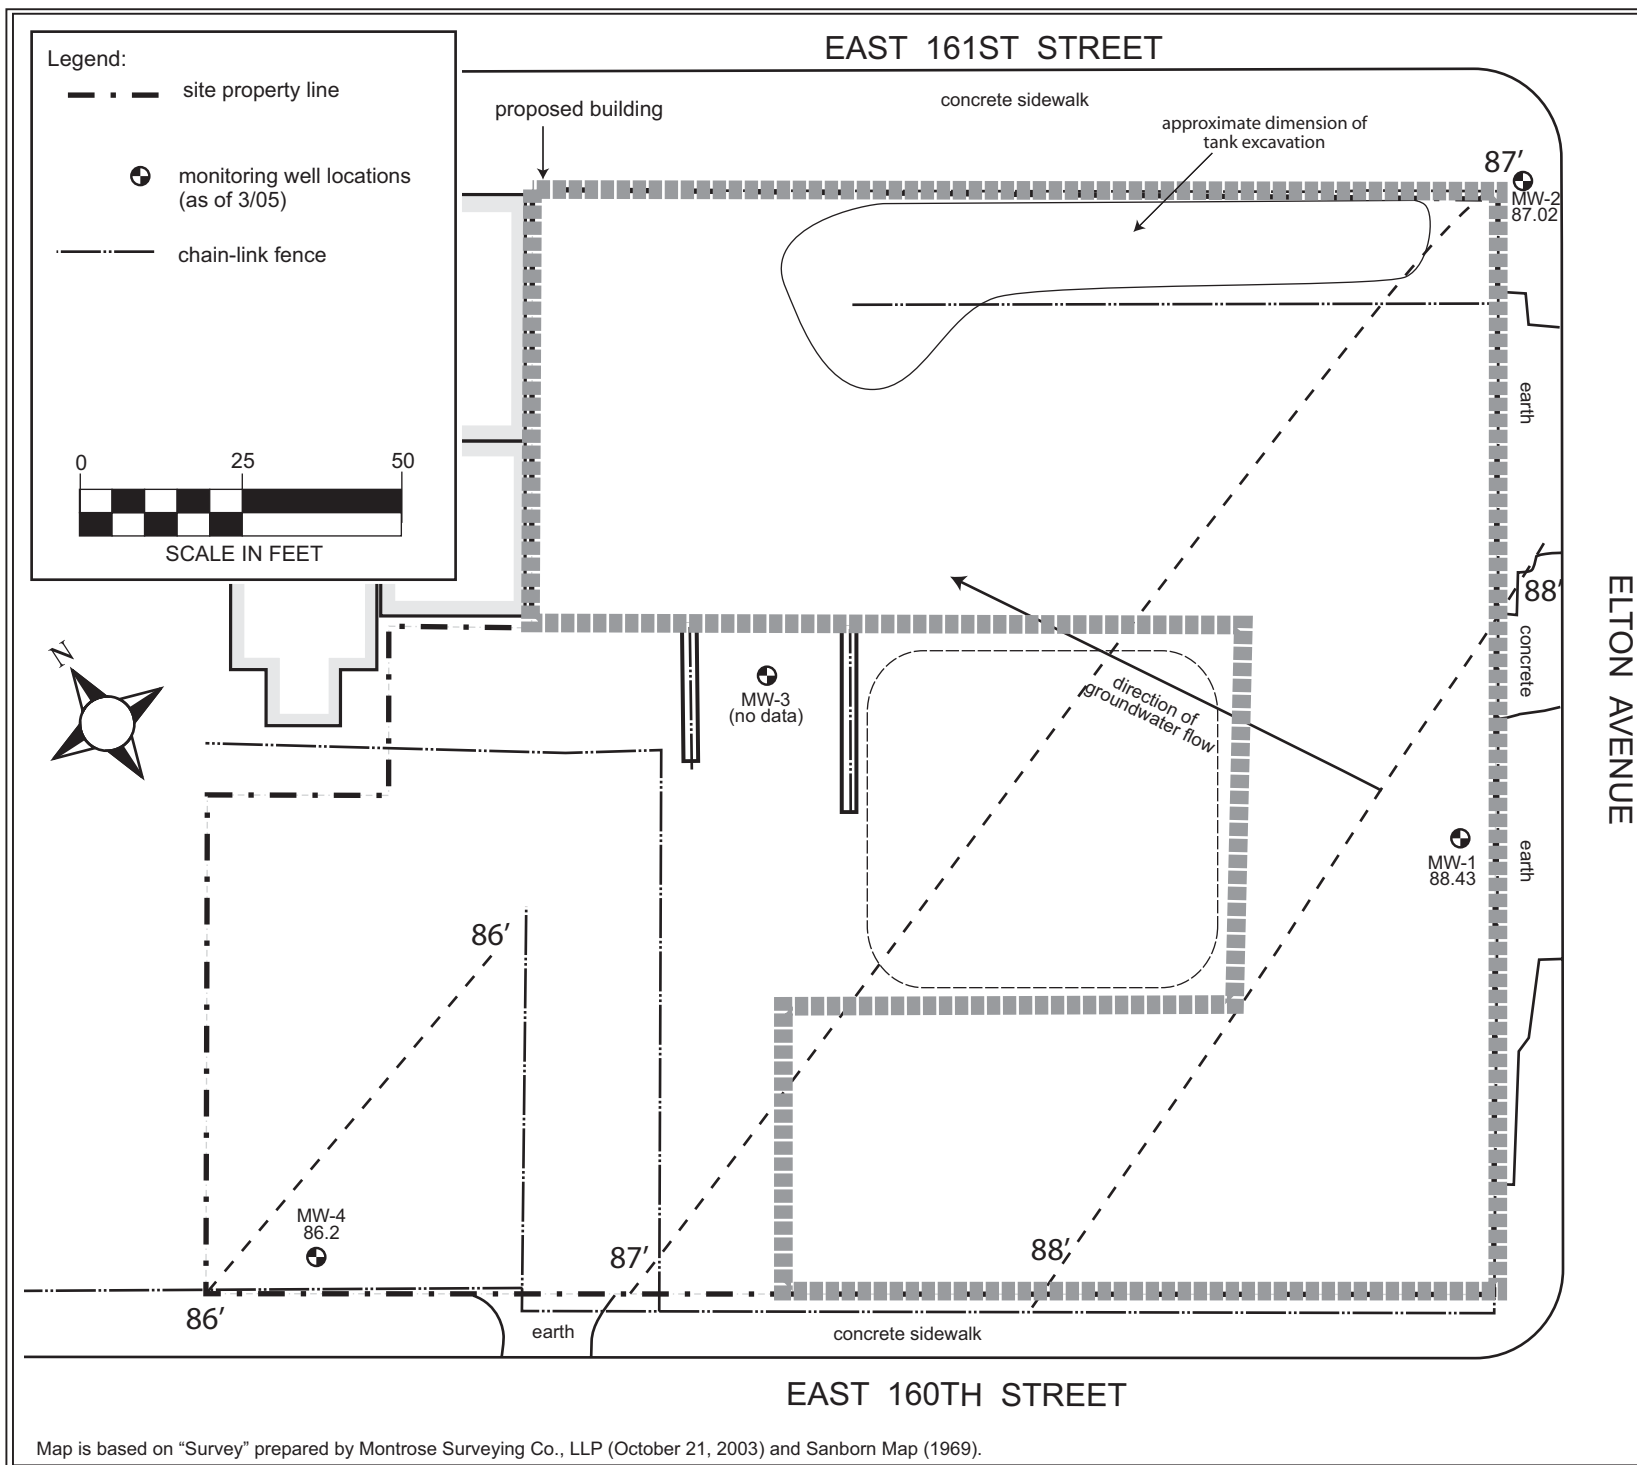 EAST 161ST STREET
Legend:
site property line
monitoring well locations
(as of 3/05)
chain-link fence
0 25 50
SCALE IN FEET
proposed building
concrete sidewalk
approximate dimension of
tank excavation
87’
MW-2
87.02
earth
88’
concrete
ELTON AVENUE
N
MW-3
(no data)
direction of
groundwater flow
MW-1
88.43
earth
86’
MW-4
86.2
87’
88’
86’
earth
concrete sidewalk
EAST 160TH STREET
Map is based on “Survey” prepared by Montrose Surveying Co., LLP (October 21, 2003) and Sanborn Map (1969).